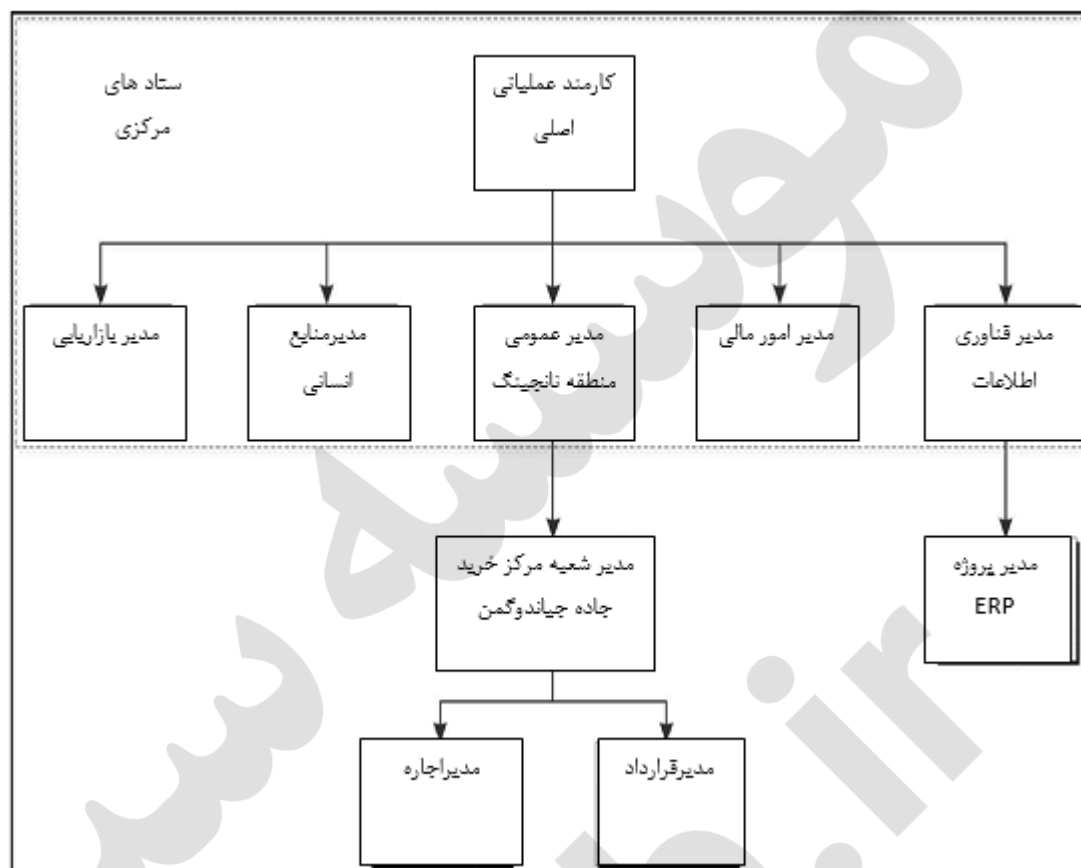 ستاد های
مرکزی
کارمند عملیاتی
اصلی
مدیر فناوری
اطلاعات
مدیر امور مالی
مدیر عمومی
منطقه نانجینگ
مدیرمنابع
انسانی
مدیر بازاریابی
مدیر شعبه مرکز خرید
جاده جیاندوگمن
مدیر پروژه
ERP
مدیرقرارداد
مدیراجاره